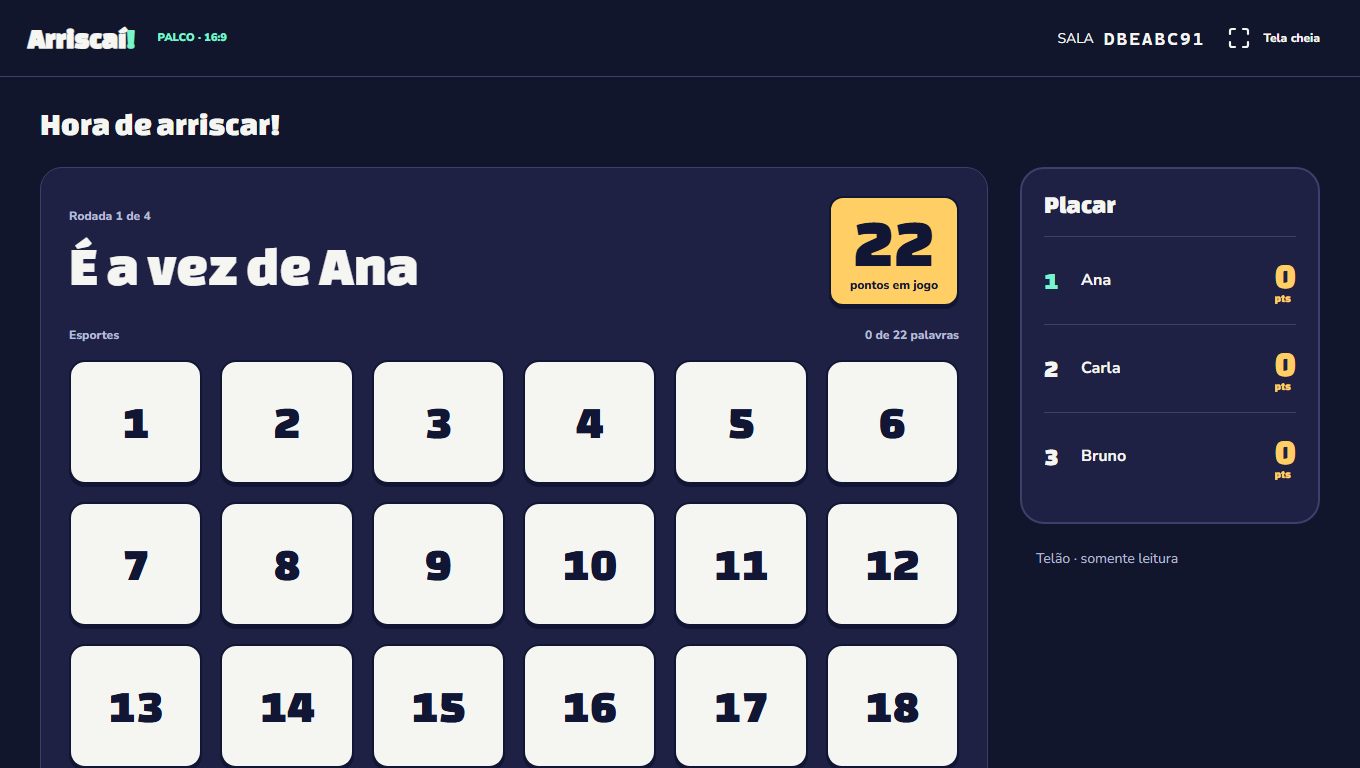 Arriscaí!
PALCO · 16:9
SALA DBEABC91
Tela cheia
Hora de arriscar!
Rodada 1 de 4
É a vez de Ana
22
pontos em jogo
Esportes
0 de 22 palavras
1 2 3 4 5 6
7 8 9 10 11 12
13 14 15 16 17 18
Placar
1 Ana 0 pts
2 Carla 0 pts
3 Bruno 0 pts
Telão · somente leitura